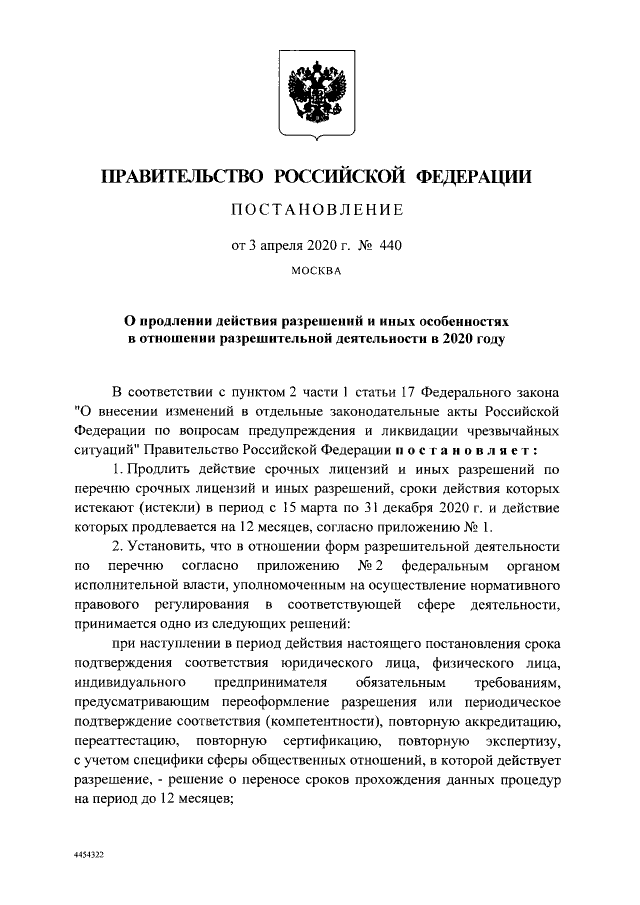 ПРАВИТЕЛЬСТВО РОССИЙСКОЙ ФЕДЕРАЦИИ
ПОСТАНОВЛЕНИЕ
от 3 апреля 2020 г. № 440
МОСКВА
О продлении действия разрешений и иных особенностях
в отношении разрешительной деятельности в 2020 году
В соответствии с пунктом 2 части 1 статьи 17 Федерального закона
"О внесении изменений в отдельные законодательные акты Российской
Федерации по вопросам предупреждения и ликвидации чрезвычайных
ситуаций" Правительство Российской Федерации постановляет:
1. Продлить действие срочных лицензий и иных разрешений по
перечню срочных лицензий и иных разрешений, сроки действия которых
истекают (истекли) в период с 15 марта по 31 декабря 2020 г. и действие
которых продлевается на 12 месяцев, согласно приложению № 1.
2. Установить, что в отношении форм разрешительной деятельности
по перечню согласно приложению № 2 федеральным органом
исполнительной власти, уполномоченным на осуществление нормативного
правового регулирования в соответствующей сфере деятельности,
принимается одно из следующих решений:
при наступлении в период действия настоящего постановления срока
подтверждения соответствия юридического лица, физического лица,
индивидуального предпринимателя обязательным требованиям,
предусматривающим переоформление разрешения или периодическое
подтверждение соответствия (компетентности), повторную аккредитацию,
переаттестацию, повторную сертификацию, повторную экспертизу,
с учетом специфики сферы общественных отношений, в которой действует
разрешение, - решение о переносе сроков прохождения данных процедур
на период до 12 месяцев;
4454322